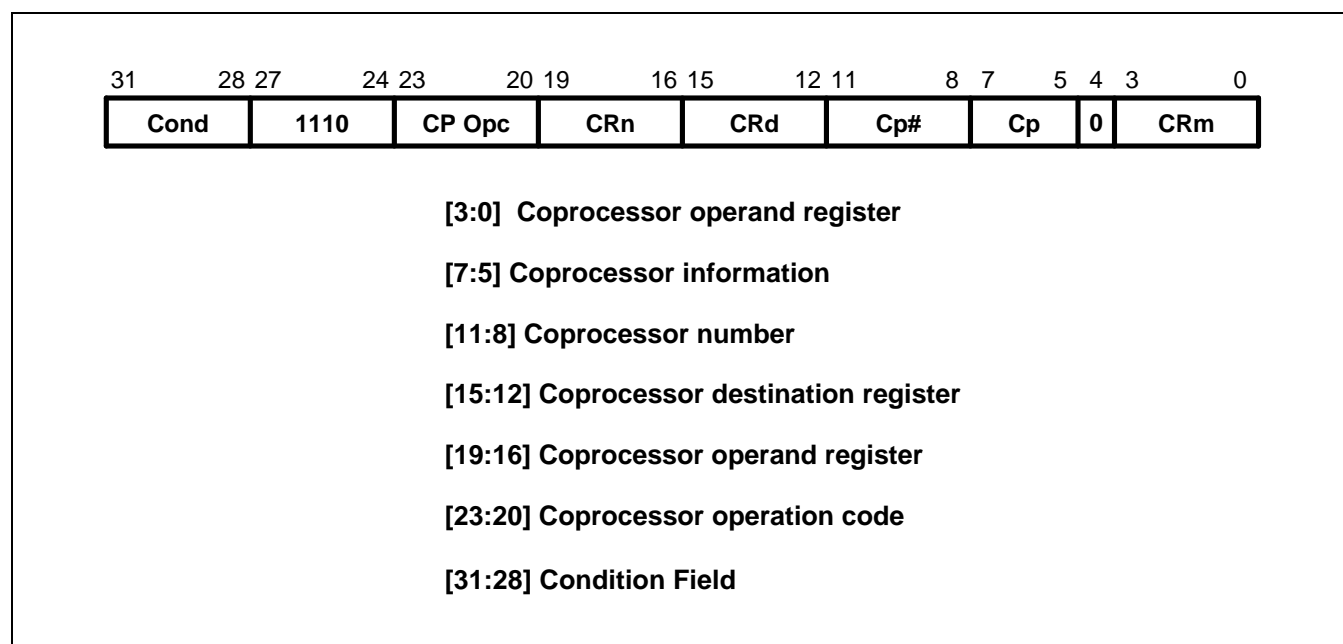 31 28 27 24 23 20 19 16 15 12 11 8 7 5 4 3 0
Cond 1110 CP Opc CRn CRd Cp# Cp 0 CRm
[3:0] Coprocessor operand register
[7:5] Coprocessor information
[11:8] Coprocessor number
[15:12] Coprocessor destination register
[19:16] Coprocessor operand register
[23:20] Coprocessor operation code
[31:28] Condition Field